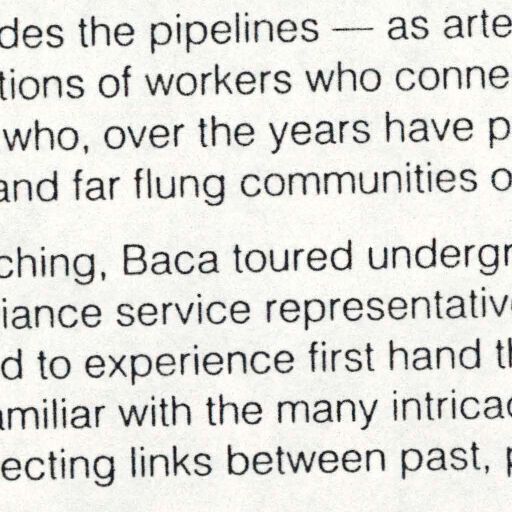 des the pipelines — as arte
tions of workers who conne
who, over the years have p
and far flung communities o
ching, Baca toured undergr
iance service representativ
d to experience first hand th
amiliar with the many intricac
ecting links between past, p